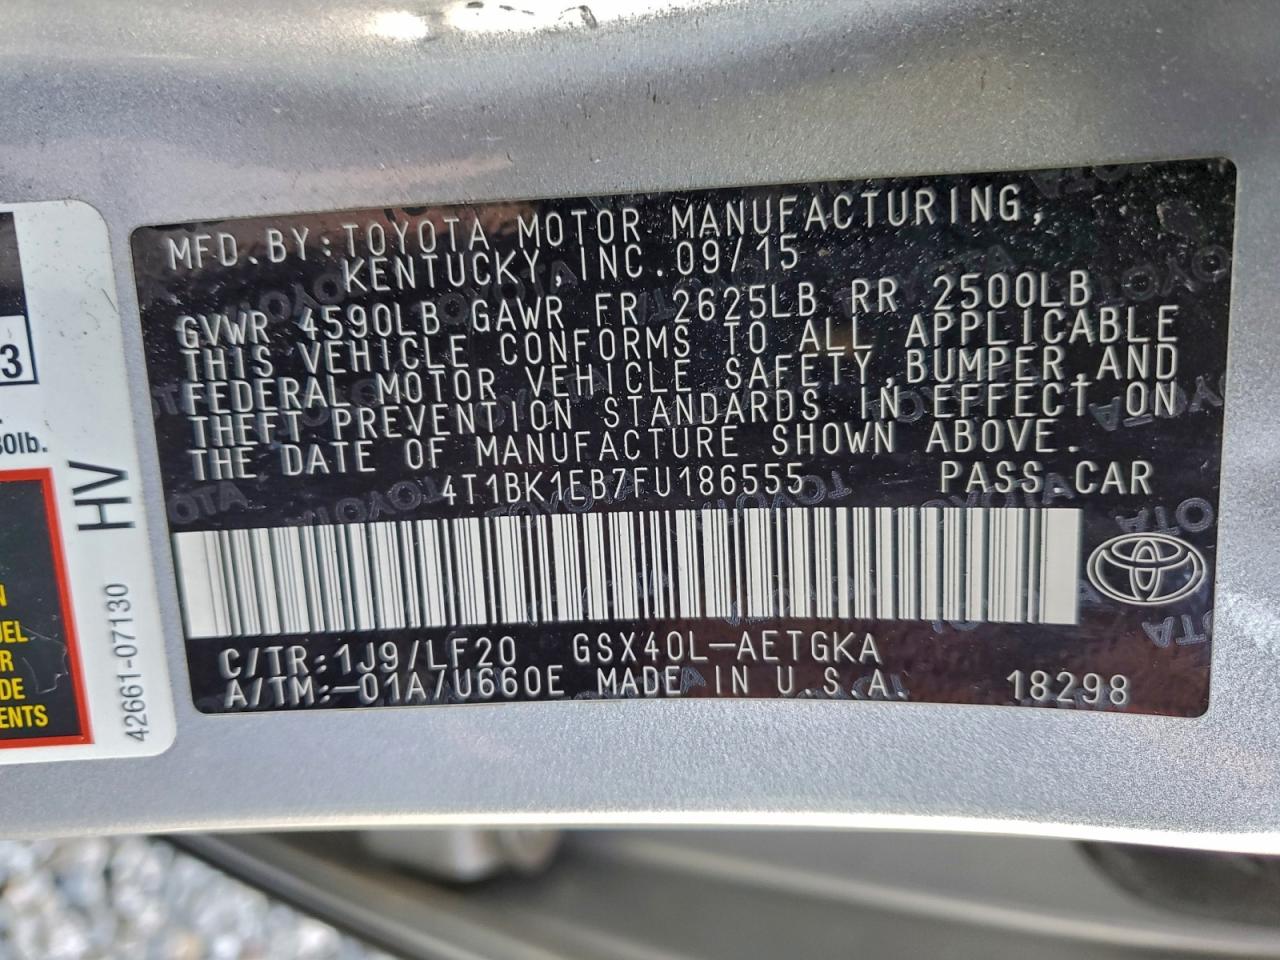 MFD.BY:TOYOTA MOTOR MANUFACTURING,
KENTUCKY, INC. 09/15
GVWR 4590LB GAWR FR 2625LB RR 2500LB
THIS VEHICLE CONFORMS TO ALL APPLICABLE
FEDERAL MOTOR VEHICLE SAFETY,BUMPER,AND
THEFT PREVENTION STANDARDS IN EFFECT ON
THE DATE OF MANUFACTURE SHOWN ABOVE.
4T1BK1EB7FU186555 PASS.CAR
C/TR:1J9/LF20 GSX40L-AETGKA
A/TM:-01A/U660E MADE IN U.S.A. 18298
3
80lb.
HV
42661-07130